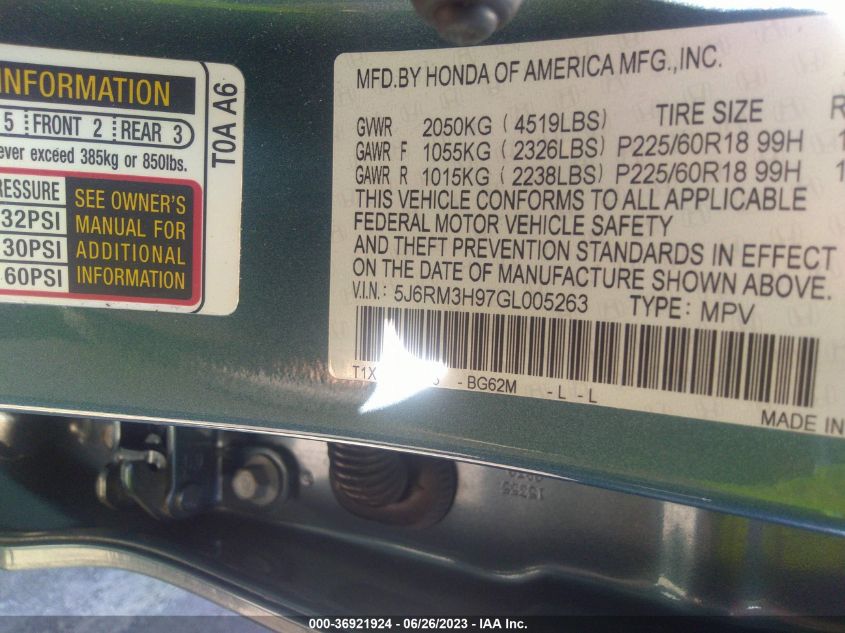 INFORMATION
5 FRONT 2 REAR 3
ever exceed 385kg or 850lbs.
RESSURE
32PSI
30PSI
60PSI
SEE OWNER'S
MANUAL FOR
ADDITIONAL
INFORMATION
T0A A6
MFD.BY HONDA OF AMERICA MFG.,INC.
GVWR 2050KG (4519LBS) TIRE SIZE R
GAWR F 1055KG (2326LBS) P225/60R18 99H 1
GAWR R 1015KG (2238LBS) P225/60R18 99H 1
THIS VEHICLE CONFORMS TO ALL APPLICABLE
FEDERAL MOTOR VEHICLE SAFETY
AND THEFT PREVENTION STANDARDS IN EFFECT
ON THE DATE OF MANUFACTURE SHOWN ABOVE.
V.I.N: 5J6RM3H97GL005263 TYPE: MPV
T1X -BG62M -L -L
MADE IN
15355
000-36921924 - 06/26/2023 - IAA Inc.